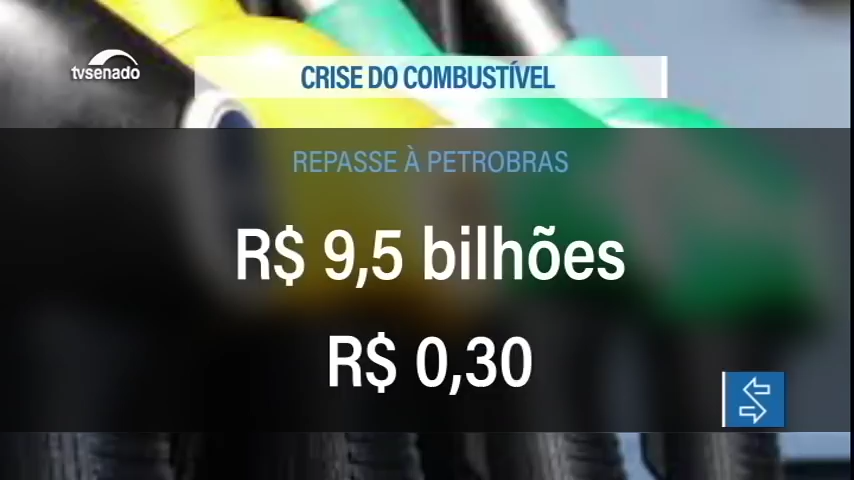 tvsenado
CRISE DO COMBUSTÍVEL
REPASSE À PETROBRAS
R$ 9,5 bilhões
R$ 0,30